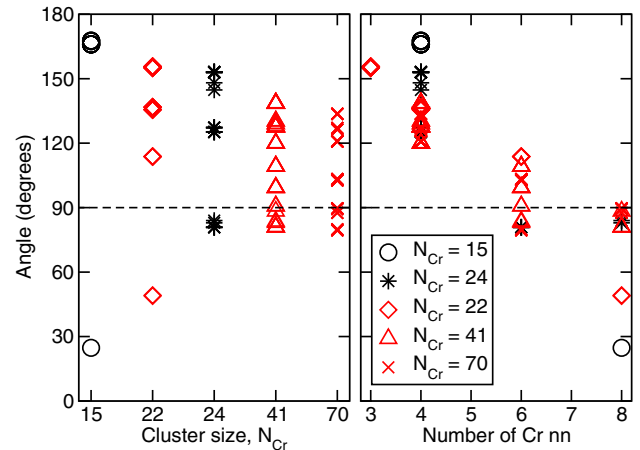 180
150
120
90
60
30
0
Angle (degrees)
15 22 24 41 70
Cluster size, N_Cr
3 4 5 6 7 8
Number of Cr nn
N_Cr = 15
N_Cr = 24
N_Cr = 22
N_Cr = 41
N_Cr = 70